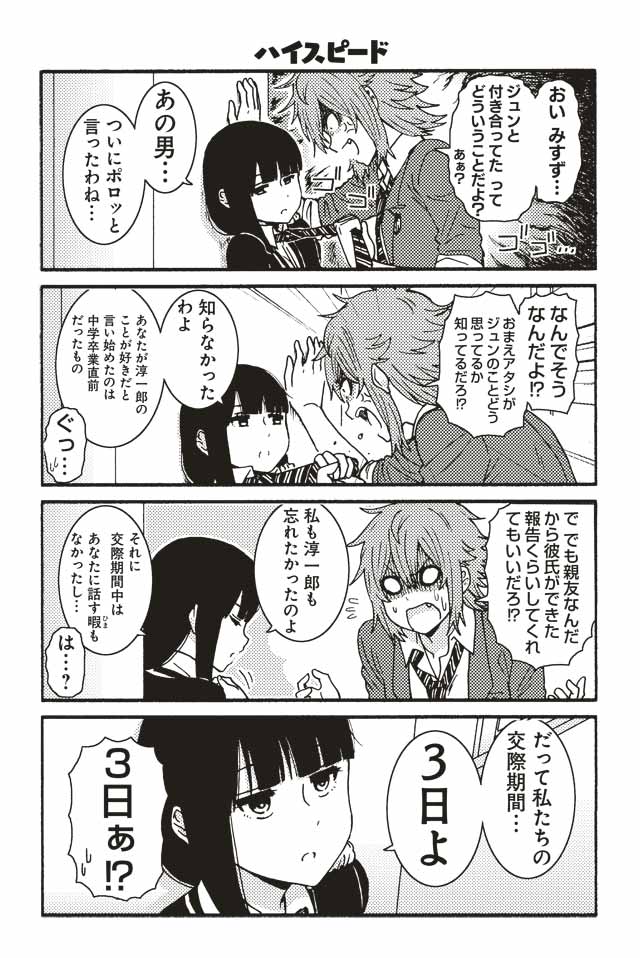 ハイスピード
おい みすず…
ジュンと
付き合ってた って
どういうことだよ?
あぁ?
ゴゴ
ゴゴ…
あの男…
ついにポロッと
言ったわね…
なんでそう
なんだよ!?
おまえアタシが
ジュンのことどう
思ってるか
知ってるだろ!?
知らなかった
わよ
あなたが淳一郎の
ことが好きだと
言い始めたのは
中学卒業直前
だったもの
ぐっ…
で でも親友なんだ
から彼氏ができた
報告くらいしてくれ
てもいいだろ!?
私も淳一郎も
忘れたかったのよ
それに
交際期間中は
あなたに話す暇も
ひま
なかったし…
は…?
だって私たちの
交際期間…
3日よ
3日ぁ!?